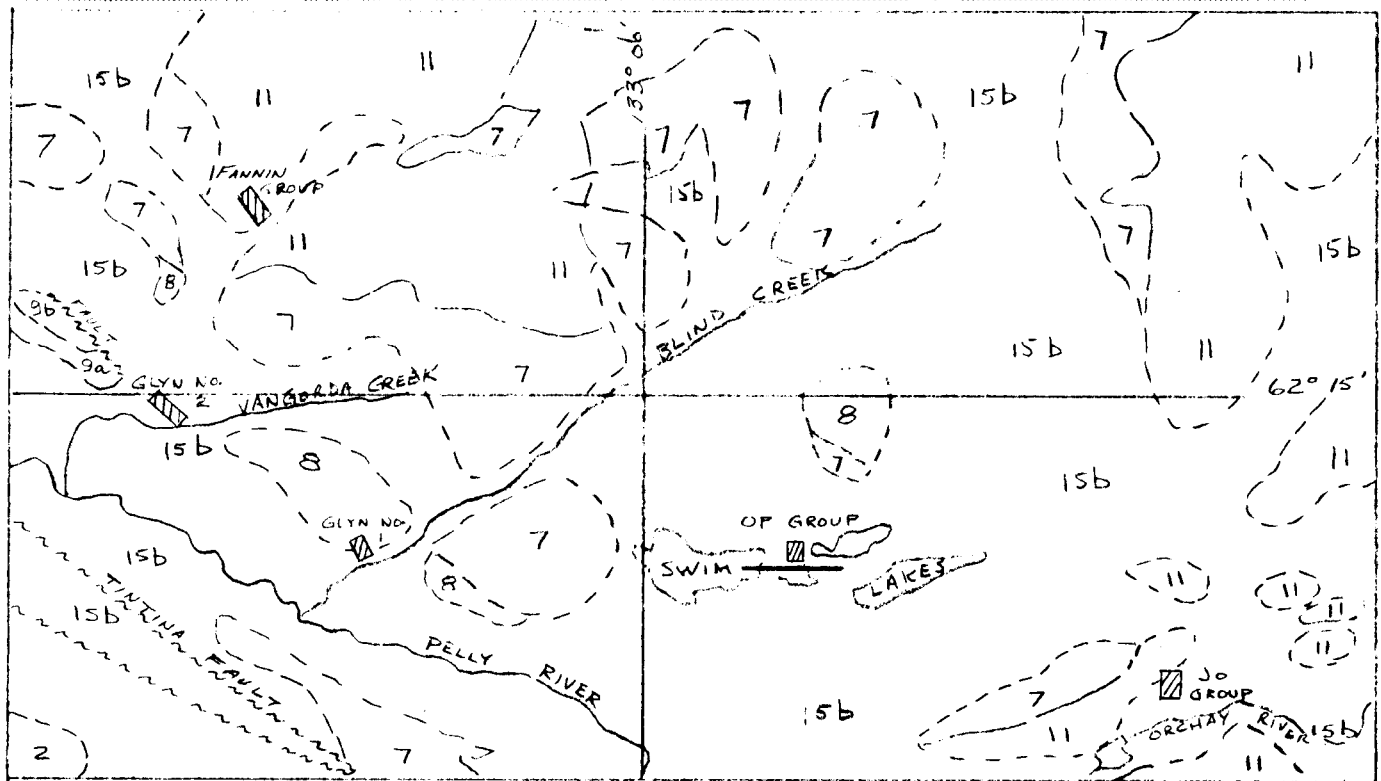 15b
11
11
33° 06'
7
15b
7
11
7
7
7
7
7
15b
FANNIN
GROUP
7
15b
11
8
11
7
7
7
15b
9b
FAULT
9a
7
BLIND CREEK
15b
11
GLYN NO.
2
VANGORDA CREEK
7
62° 15'
15b
8
8
7
15b
11
GLYN NO.
1
7
OP GROUP
15b
SWIM
LAKES
8
11
11
11
11
15b
TINTINA
FAULT
PELLY
RIVER
7
JO
GROUP
15b
11
ORCHAY
RIVER
15b
2
7
11